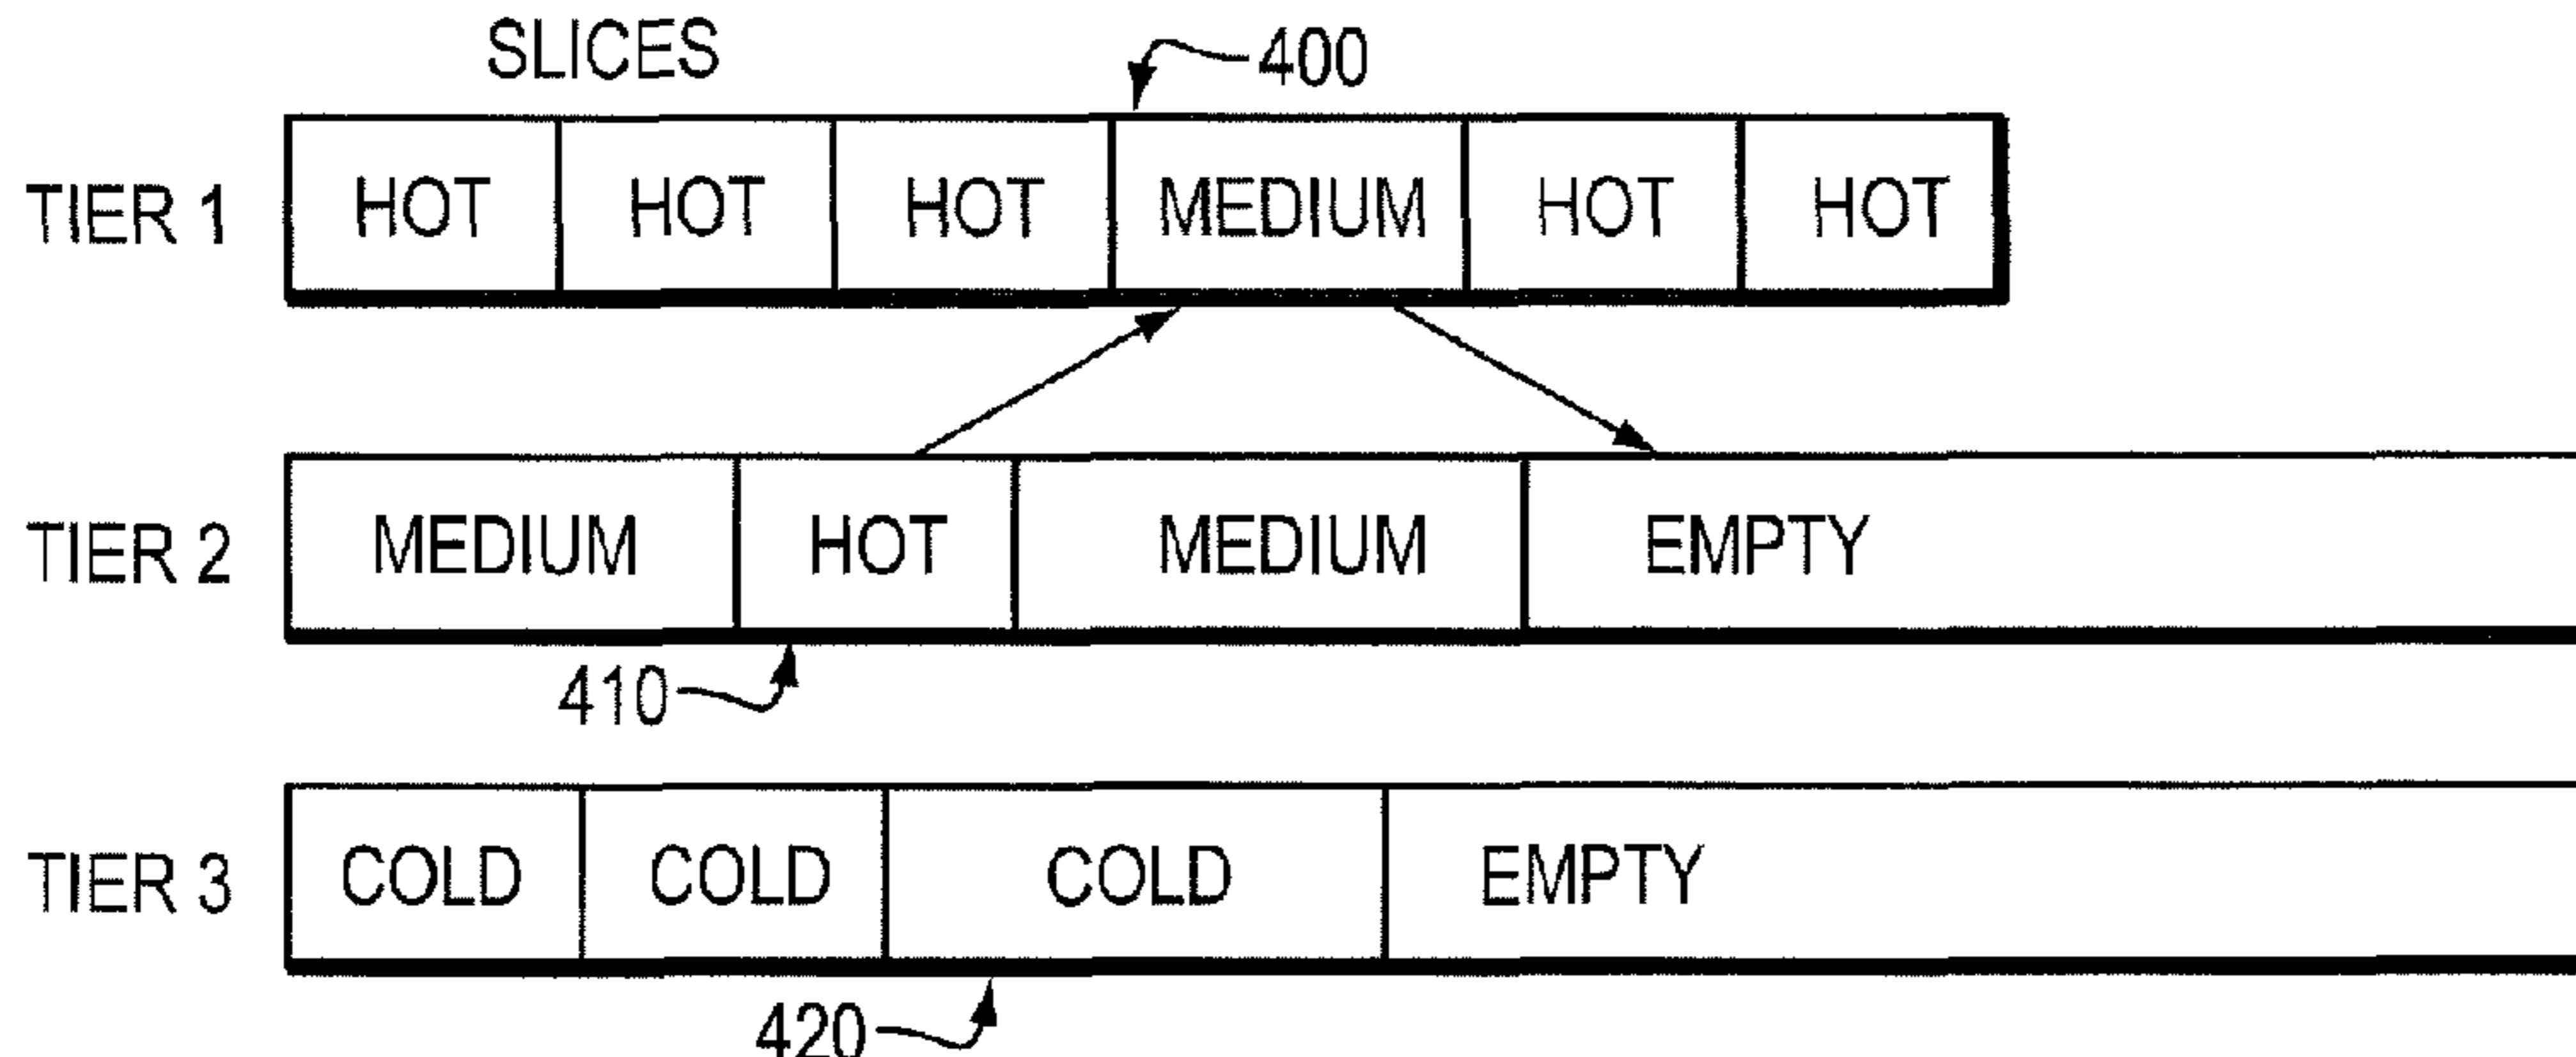 SLICES 400
TIER 1 HOT HOT HOT MEDIUM HOT HOT
TIER 2 MEDIUM HOT MEDIUM EMPTY
410
TIER 3 COLD COLD COLD EMPTY
420